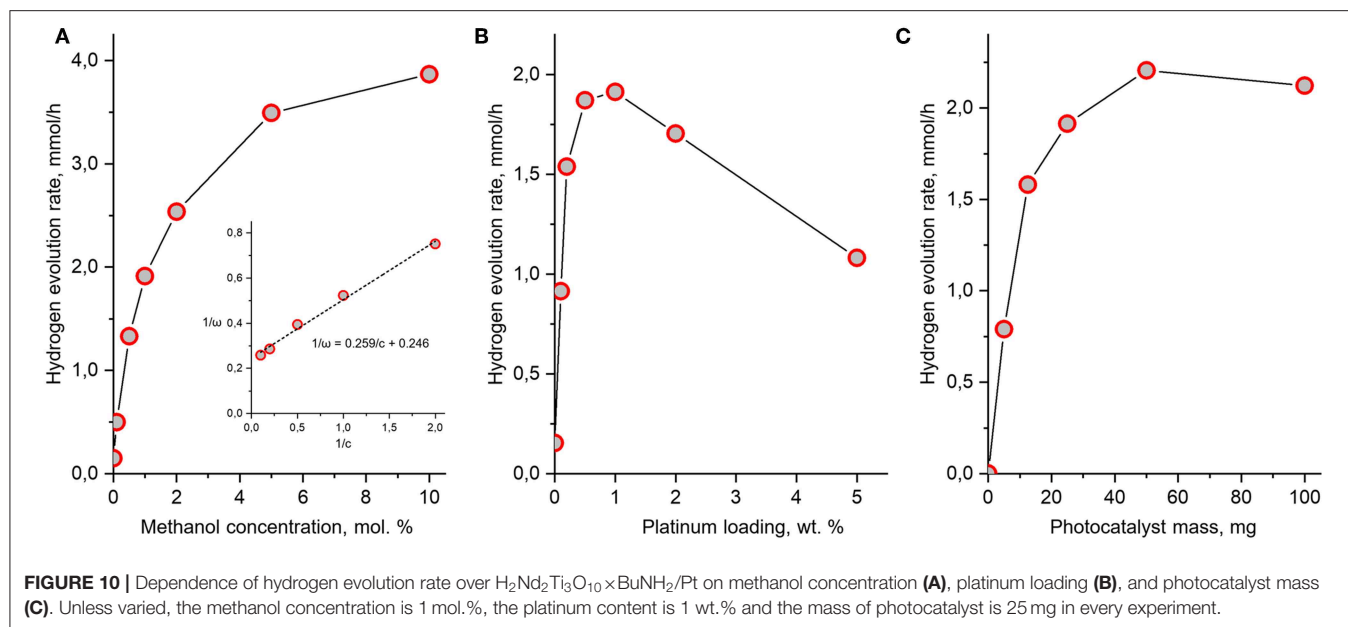 A
Hydrogen evolution rate, mmol/h
4,0
3,0
2,0
1,0
0,0
0 2 4 6 8 10
Methanol concentration, mol. %
1/ω
0,8
0,6
0,4
0,2
0,0
0,0 0,5 1,0 1,5 2,0
1/c
1/ω = 0.259/c + 0.246
B
Hydrogen evolution rate, mmol/h
2,0
1,5
1,0
0,5
0,0
0 1 2 3 4 5
Platinum loading, wt. %
C
Hydrogen evolution rate, mmol/h
2,0
1,5
1,0
0,5
0,0
0 20 40 60 80 100
Photocatalyst mass, mg
FIGURE 10 | Dependence of hydrogen evolution rate over H₂Nd₂Ti₃O₁₀×BuNH₂/Pt on methanol concentration (A), platinum loading (B), and photocatalyst mass
(C). Unless varied, the methanol concentration is 1 mol.%, the platinum content is 1 wt.% and the mass of photocatalyst is 25 mg in every experiment.